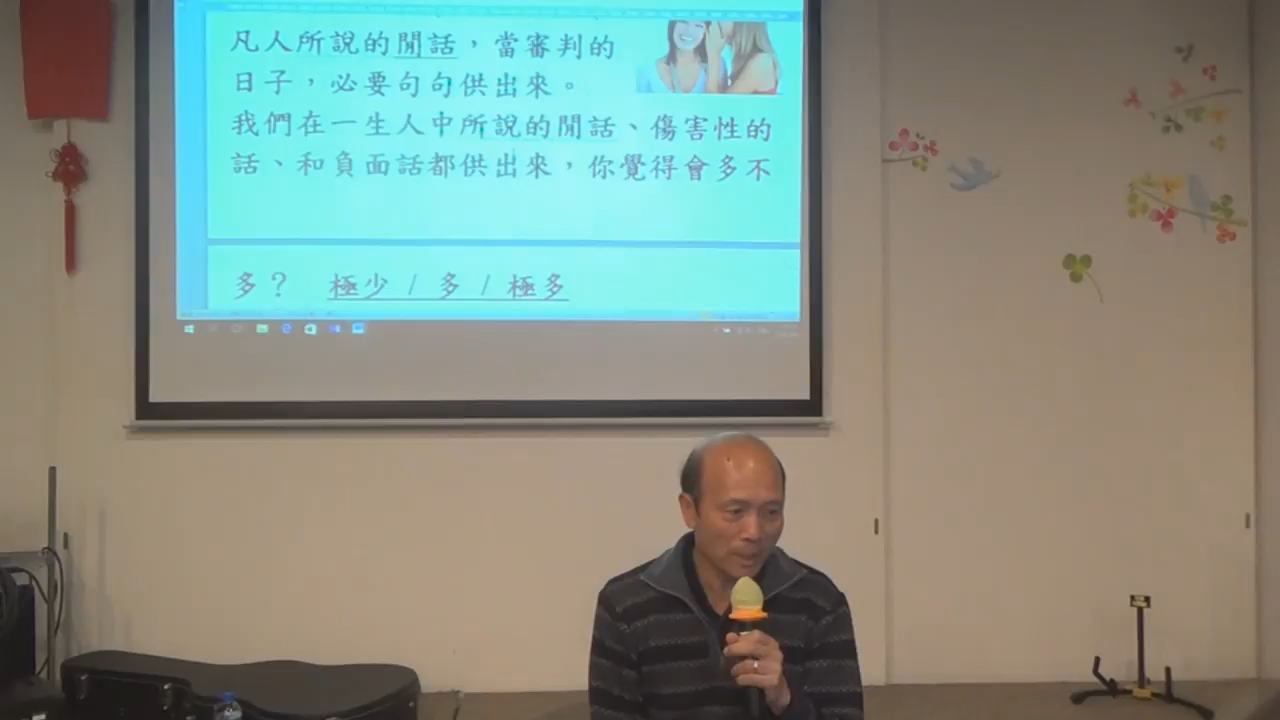 凡人所說的閒話，當審判的
日子，必要句句供出來。
我們在一生人中所說的閒話、傷害性的
話、和負面話都供出來，你覺得會多不
多？ 極少 / 多 / 極多